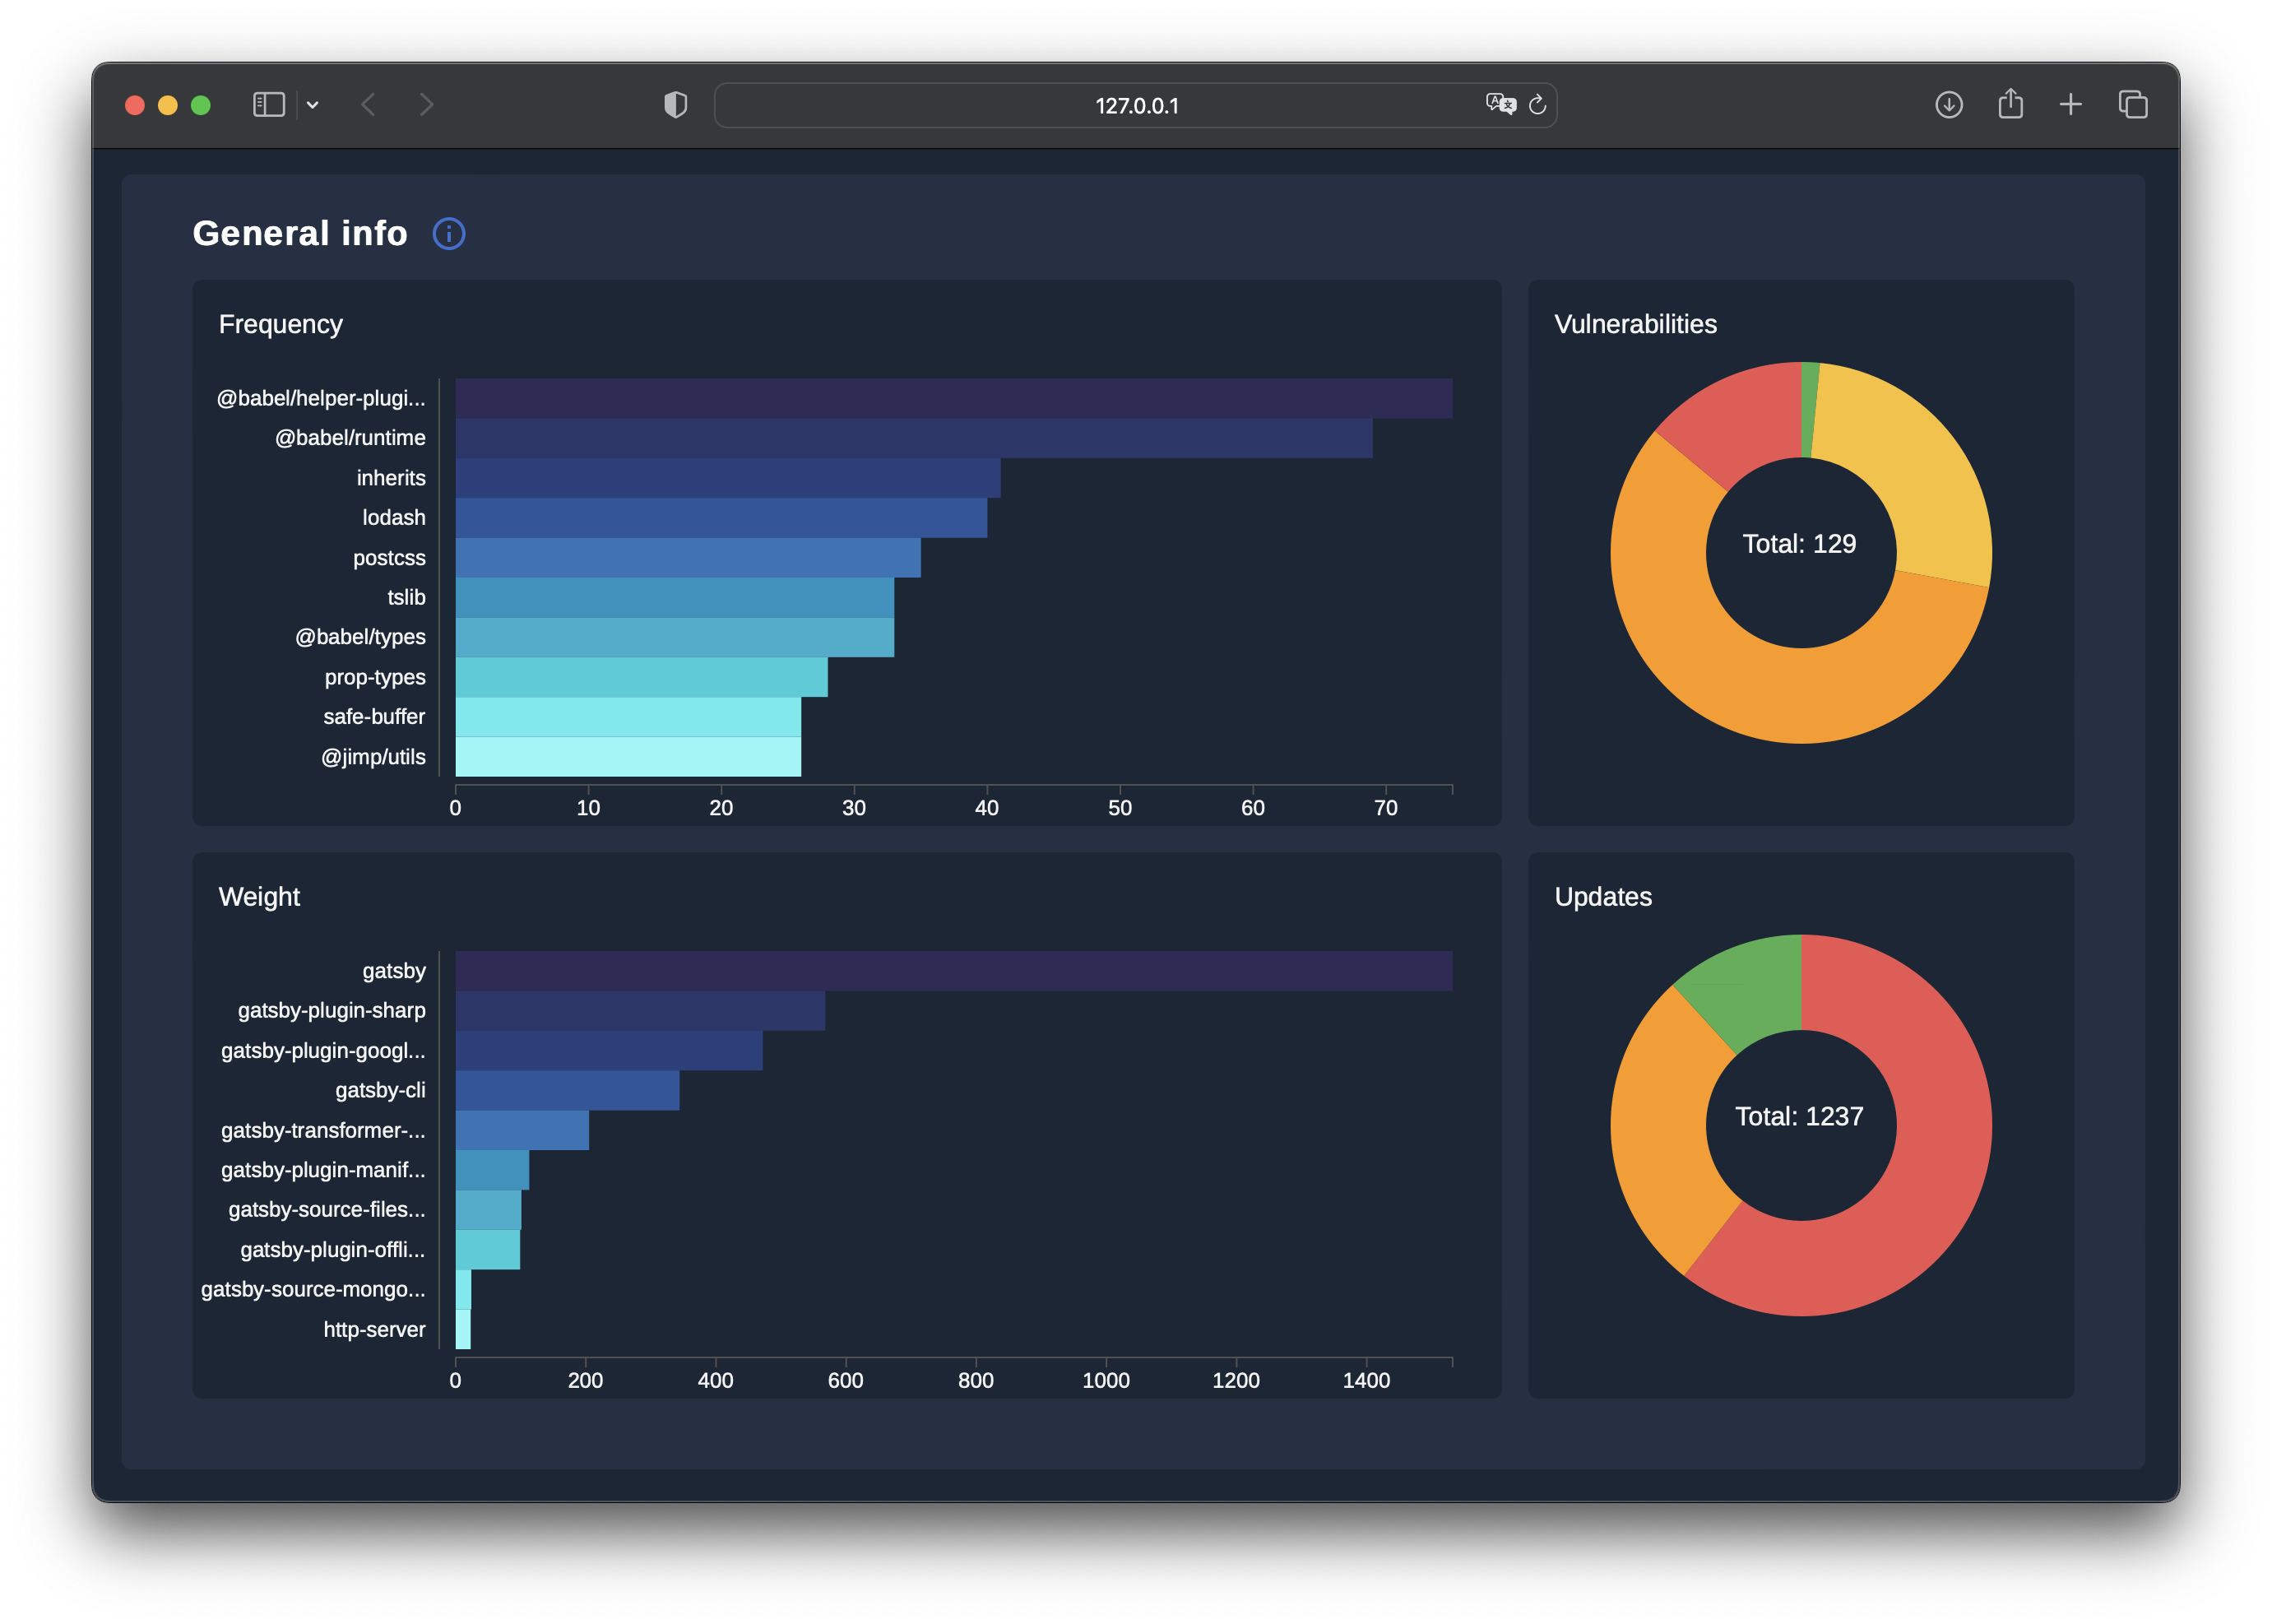 127.0.0.1
General info
Frequency
@babel/helper-plugi...
@babel/runtime
inherits
lodash
postcss
tslib
@babel/types
prop-types
safe-buffer
@jimp/utils
0 10 20 30 40 50 60 70
Vulnerabilities
Total: 129
Weight
gatsby
gatsby-plugin-sharp
gatsby-plugin-googl...
gatsby-cli
gatsby-transformer-...
gatsby-plugin-manif...
gatsby-source-files...
gatsby-plugin-offli...
gatsby-source-mongo...
http-server
0 200 400 600 800 1000 1200 1400
Updates
Total: 1237